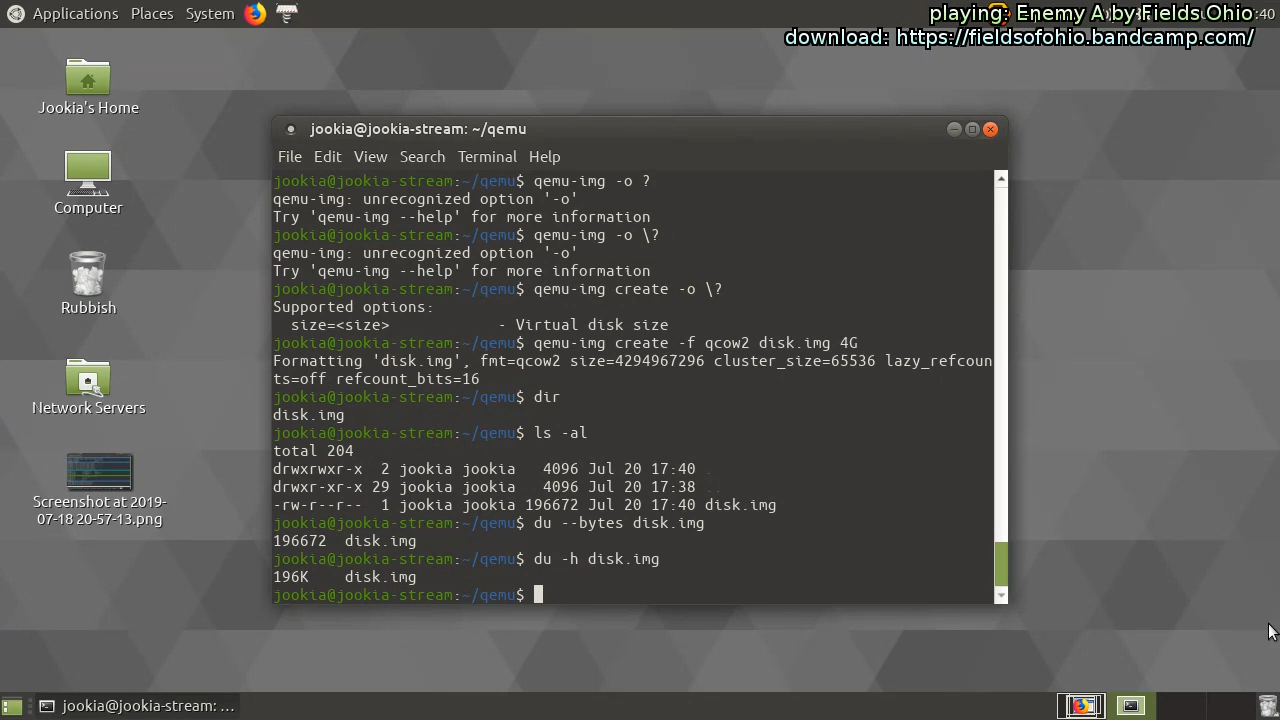 Applications Places System
playing: Enemy A by Fields Ohio
:40
download: https://fieldsofohio.bandcamp.com/
Jookia's Home
Computer
Rubbish
Network Servers
Screenshot at 2019-
07-18 20-57-13.png
jookia@jookia-stream: ~/qemu
File Edit View Search Terminal Help
jookia@jookia-stream:~/qemu$ qemu-img -o ?
qemu-img: unrecognized option '-o'
Try 'qemu-img --help' for more information
jookia@jookia-stream:~/qemu$ qemu-img -o \?
qemu-img: unrecognized option '-o'
Try 'qemu-img --help' for more information
jookia@jookia-stream:~/qemu$ qemu-img create -o \?
Supported options:
size=<size> - Virtual disk size
jookia@jookia-stream:~/qemu$ qemu-img create -f qcow2 disk.img 4G
Formatting 'disk.img', fmt=qcow2 size=4294967296 cluster_size=65536 lazy_refcoun
ts=off refcount_bits=16
jookia@jookia-stream:~/qemu$ dir
disk.img
jookia@jookia-stream:~/qemu$ ls -al
total 204
drwxrwxr-x 2 jookia jookia 4096 Jul 20 17:40 .
drwxr-xr-x 29 jookia jookia 4096 Jul 20 17:38 ..
-rw-r--r-- 1 jookia jookia 196672 Jul 20 17:40 disk.img
jookia@jookia-stream:~/qemu$ du --bytes disk.img
196672 disk.img
jookia@jookia-stream:~/qemu$ du -h disk.img
196K disk.img
jookia@jookia-stream:~/qemu$
jookia@jookia-stream: ...